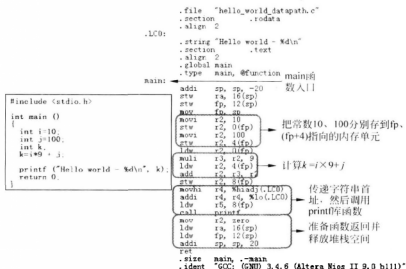 .file "hello_world_datapath.c"
.section .rodata
.align 2
.LC0:
.string "Hello world - %d\n"
.section .text
.align 2
.global main
.type main, @function
main:
main函数入口
addi sp, sp, -20
stw ra, 16(sp)
stw fp, 12(sp)
mov fp, sp
movi r2, 10
stw r2, 0(fp)
movi r2, 100
stw r2, 4(fp)
把常数10、100分别存到fp、
(fp+4)指向的内存单元
ldw r2, 0(fp)
muli r3, r2, 9
ldw r2, 4(fp)
add r2, r3, r2
stw r2, 8(fp)
计算k=i×9+j
movhi r4, %hiadj(.LC0)
addi r4, r4, %lo(.LC0)
ldw r5, 8(fp)
call printf
传递字符串首
址，然后调用
printf库函数
mov r2, zero
ldw ra, 16(sp)
ldw fp, 12(sp)
addi sp, sp, 20
ret
准备函数返回并
释放堆栈空间
.size main, .-main
.ident "GCC: (GNU) 3.4.6 (Altera Nios II 9.0 b111)"
#include <stdio.h>
int main ()
{
int i=10;
int j=100;
int k;
k=i*9 + j;
printf ("Hello world - %d\n", k);
return 0;
}